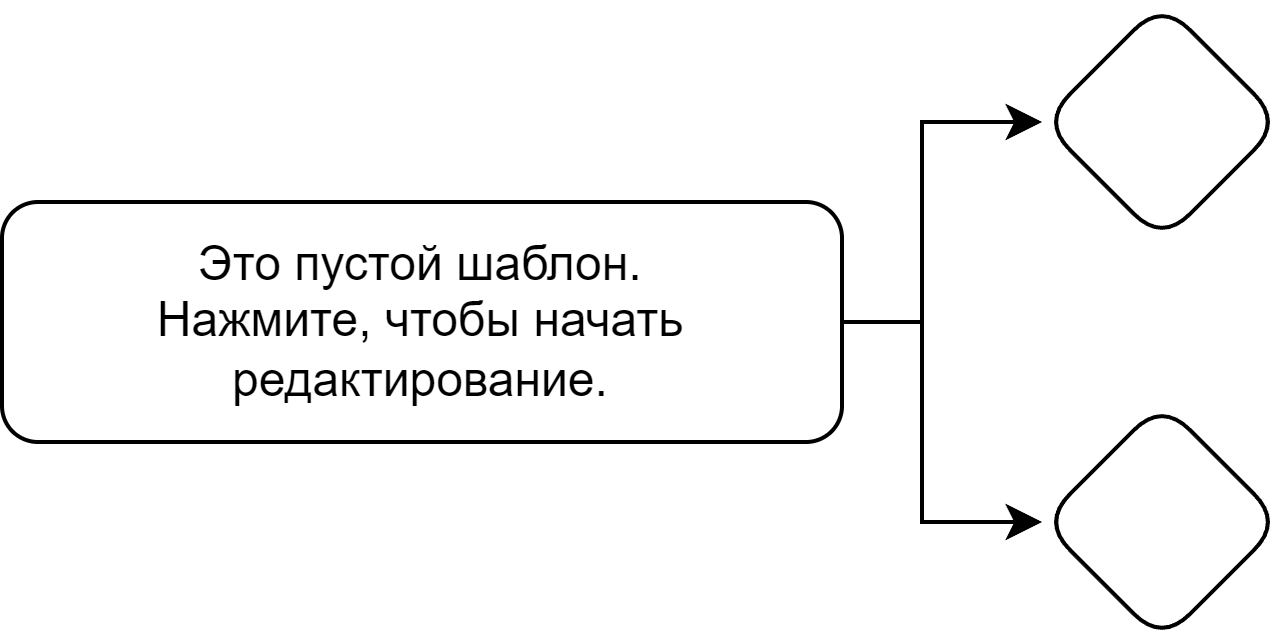 Это пустой шаблон.
Нажмите, чтобы начать
редактирование.